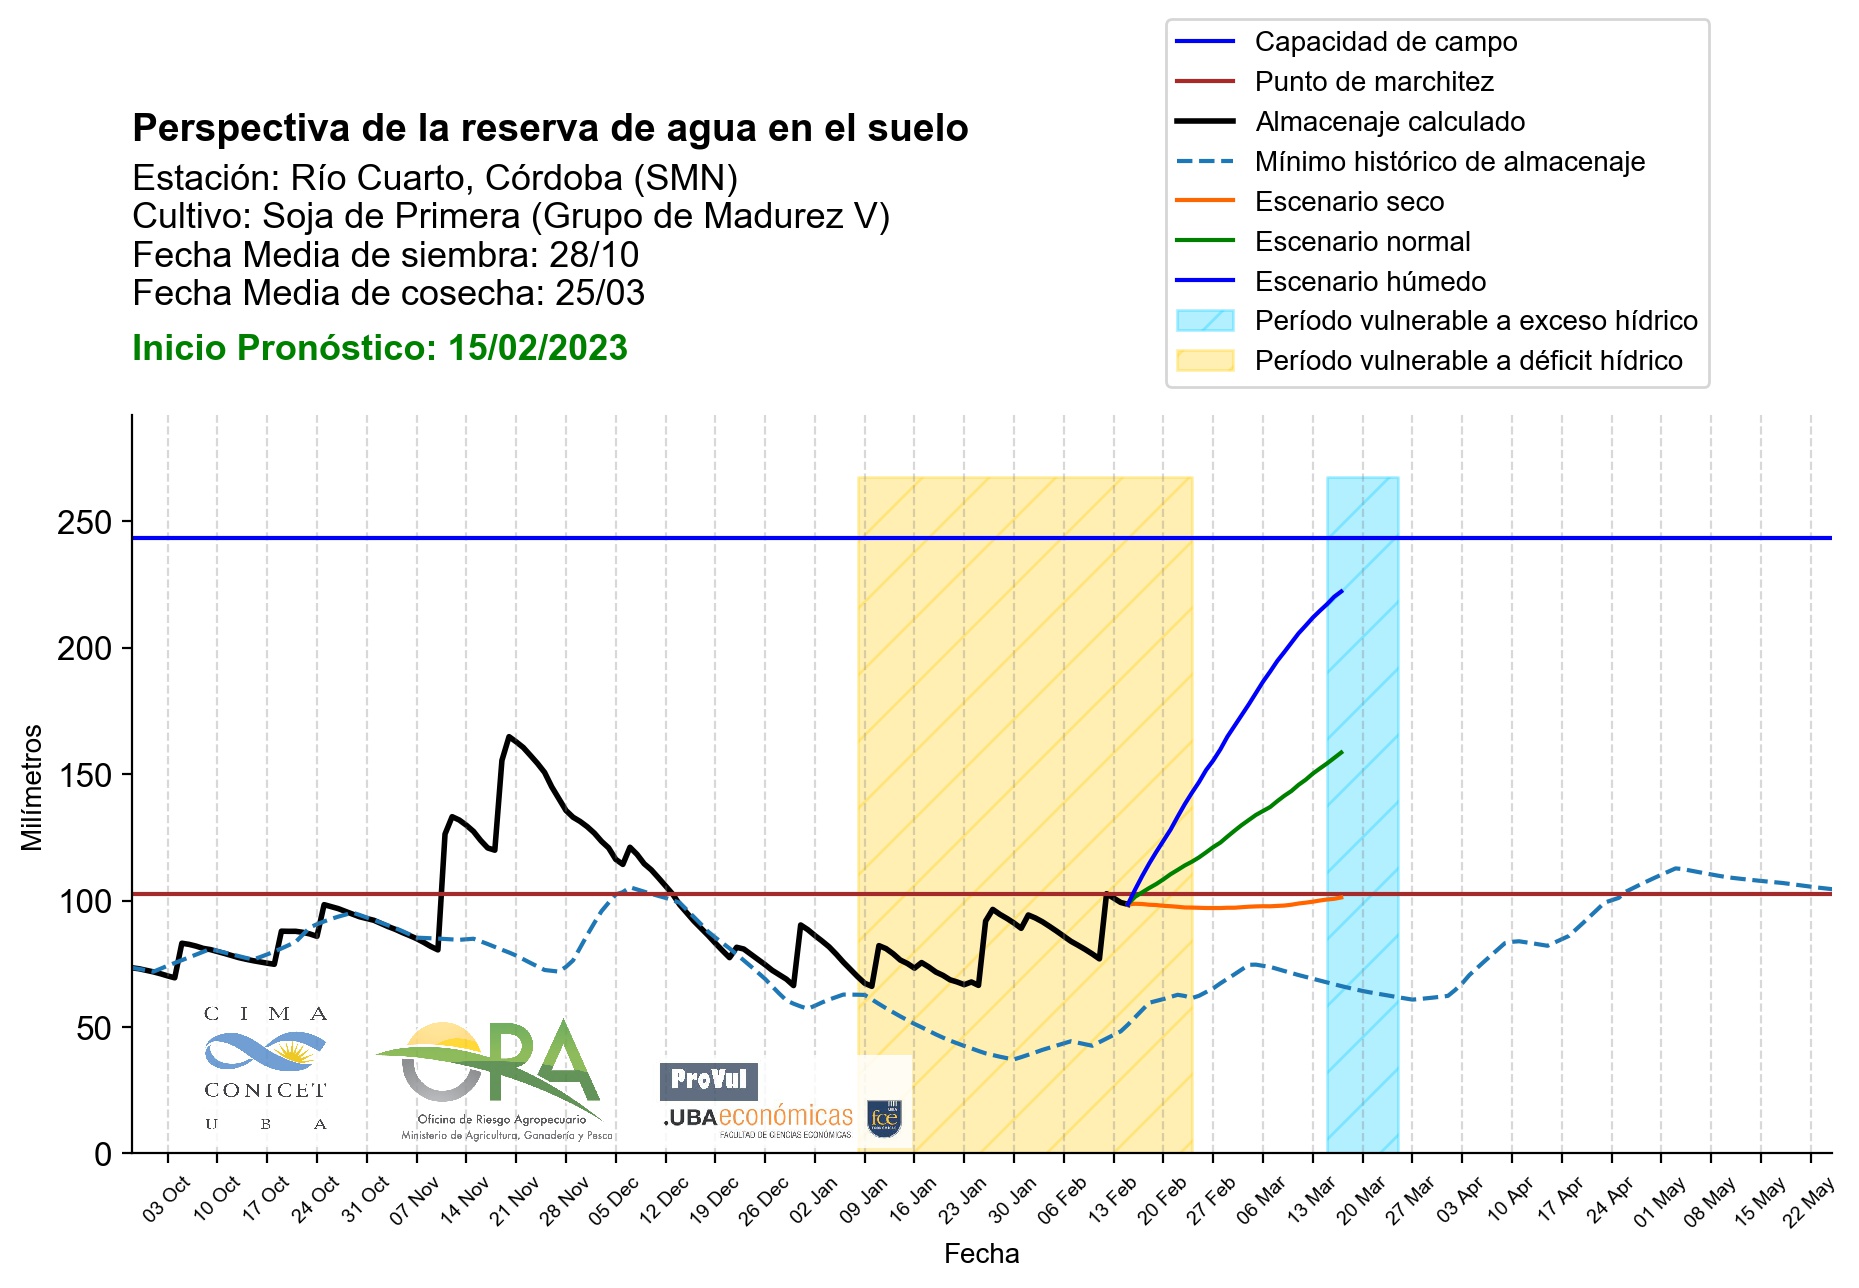 Capacidad de campo
Punto de marchitez
Almacenaje calculado
Mínimo histórico de almacenaje
Escenario seco
Escenario normal
Escenario húmedo
Período vulnerable a exceso hídrico
Período vulnerable a déficit hídrico
Perspectiva de la reserva de agua en el suelo
Estación: Río Cuarto, Córdoba (SMN)
Cultivo: Soja de Primera (Grupo de Madurez V)
Fecha Media de siembra: 28/10
Fecha Media de cosecha: 25/03
Inicio Pronóstico: 15/02/2023
250
200
150
100
50
0
Milímetros
CIMA
CONICET
UBA
ORA
Oficina de Riesgo Agropecuario
Ministerio de Agricultura, Ganadería y Pesca
ProVul
.UBAeconómicas
FACULTAD DE CIENCIAS ECONÓMICAS
fce
03 Oct 10 Oct 17 Oct 24 Oct 31 Oct 07 Nov 14 Nov 21 Nov 28 Nov 05 Dec 12 Dec 19 Dec 26 Dec 02 Jan 09 Jan 16 Jan 23 Jan 30 Jan 06 Feb 13 Feb 20 Feb 27 Feb 06 Mar 13 Mar 20 Mar 27 Mar 03 Apr 10 Apr 17 Apr 24 Apr 01 May 08 May 15 May 22 May
Fecha